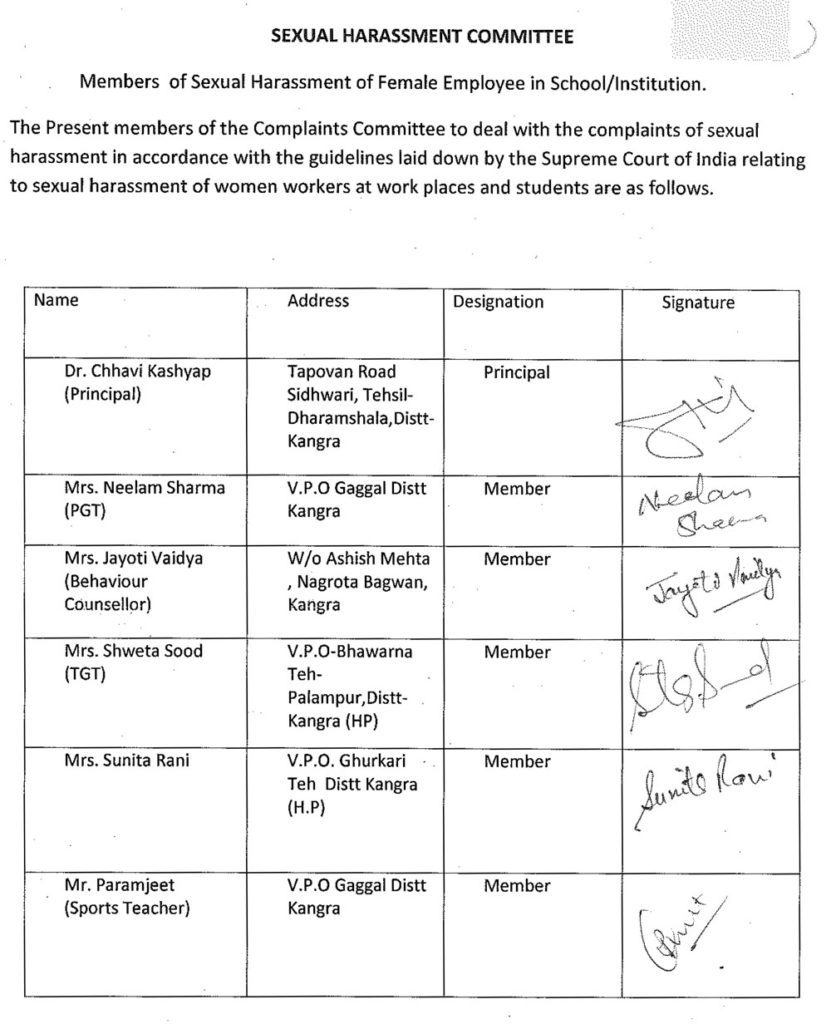 SEXUAL HARASSMENT COMMITTEE
Members of Sexual Harassment of Female Employee in School/Institution.
The Present members of the Complaints Committee to deal with the complaints of sexual
harassment in accordance with the guidelines laid down by the Supreme Court of India relating
to sexual harassment of women workers at work places and students are as follows.
Name Address Designation Signature
Dr. Chhavi Kashyap Tapovan Road Principal
(Principal) Sidhwari, Tehsil-
Dharamshala,Distt-
Kangra
Mrs. Neelam Sharma V.P.O Gaggal Distt Member Neelam
(PGT) Kangra Sharma
Mrs. Jayoti Vaidya W/o Ashish Mehta Member Jayoti Vaidya
(Behaviour , Nagrota Bagwan,
Counsellor) Kangra
Mrs. Shweta Sood V.P.O-Bhawarna Member
(TGT) Teh-
Palampur,Distt-
Kangra (HP)
Mrs. Sunita Rani V.P.O. Ghurkari Member Sunita Rani
Teh Distt Kangra
(H.P)
Mr. Paramjeet V.P.O Gaggal Distt Member
(Sports Teacher) Kangra